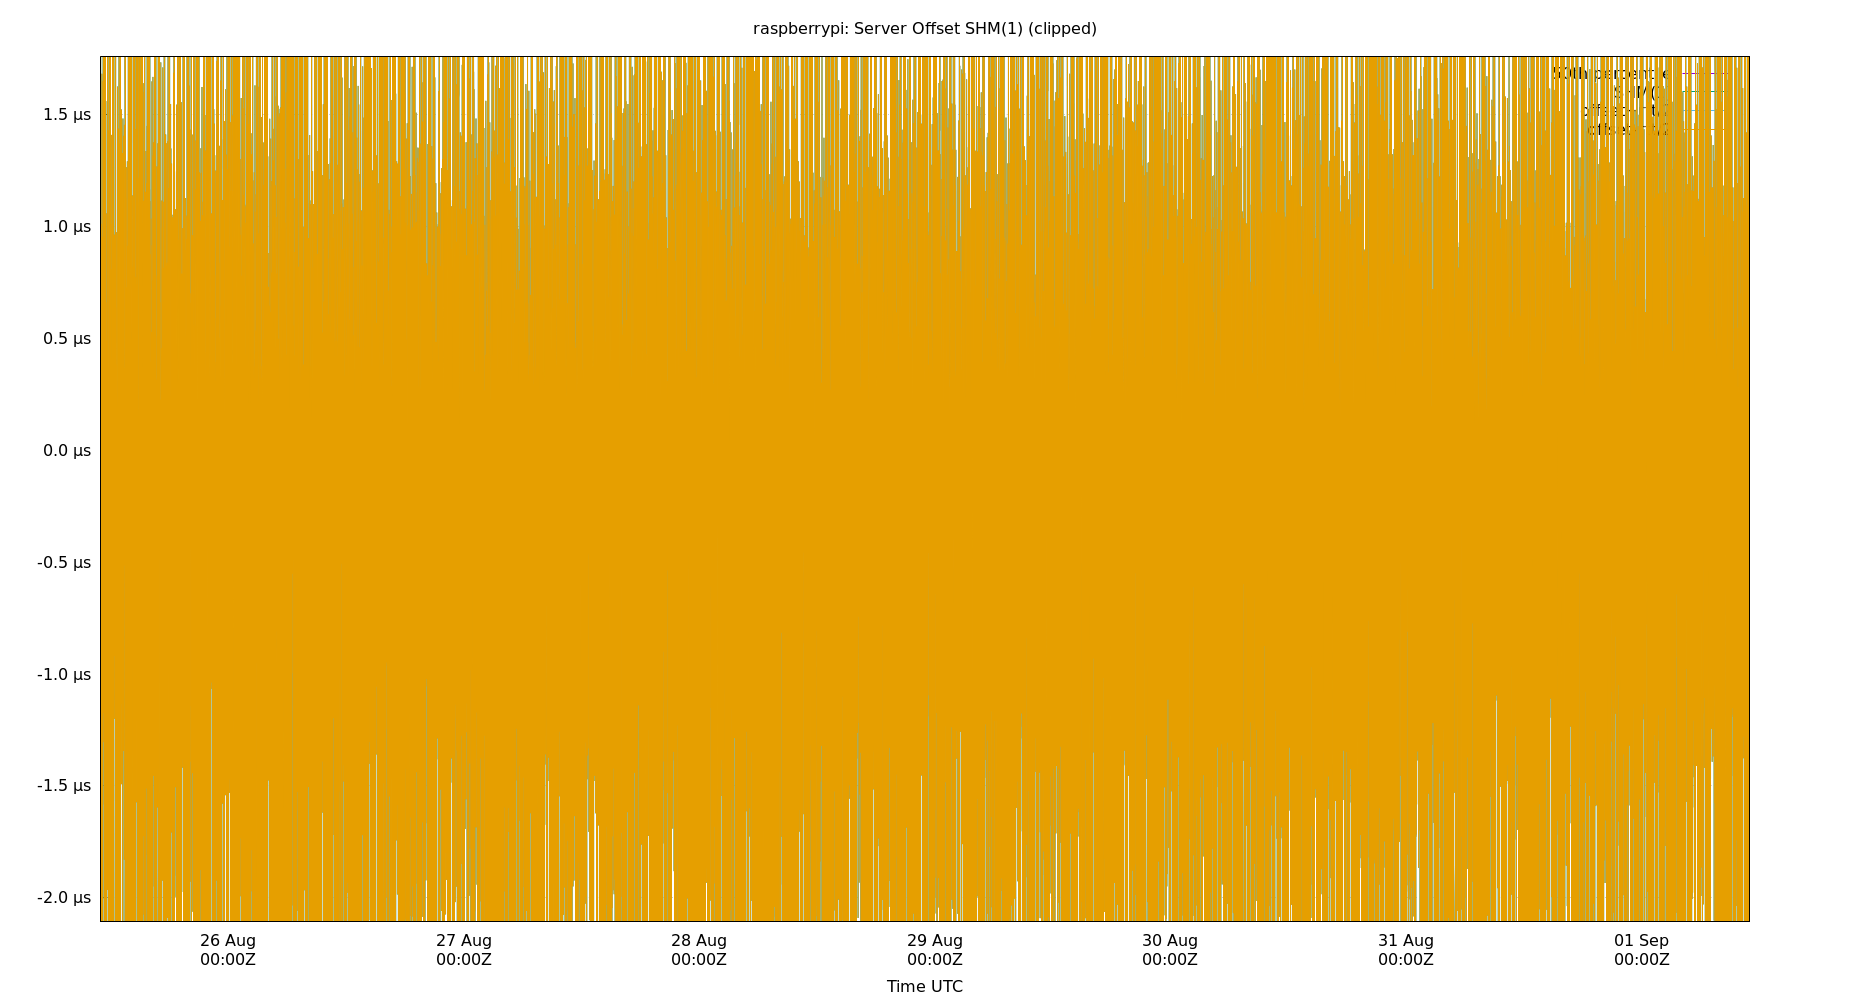 raspberrypi: Server Offset SHM(1) (clipped)
50th percentile
1.5 µs
1.0 µs
0.5 µs
0.0 µs
-0.5 µs
-1.0 µs
-1.5 µs
-2.0 µs
26 Aug 27 Aug 28 Aug 29 Aug 30 Aug 31 Aug 01 Sep
00:00Z 00:00Z 00:00Z 00:00Z 00:00Z 00:00Z 00:00Z
Time UTC